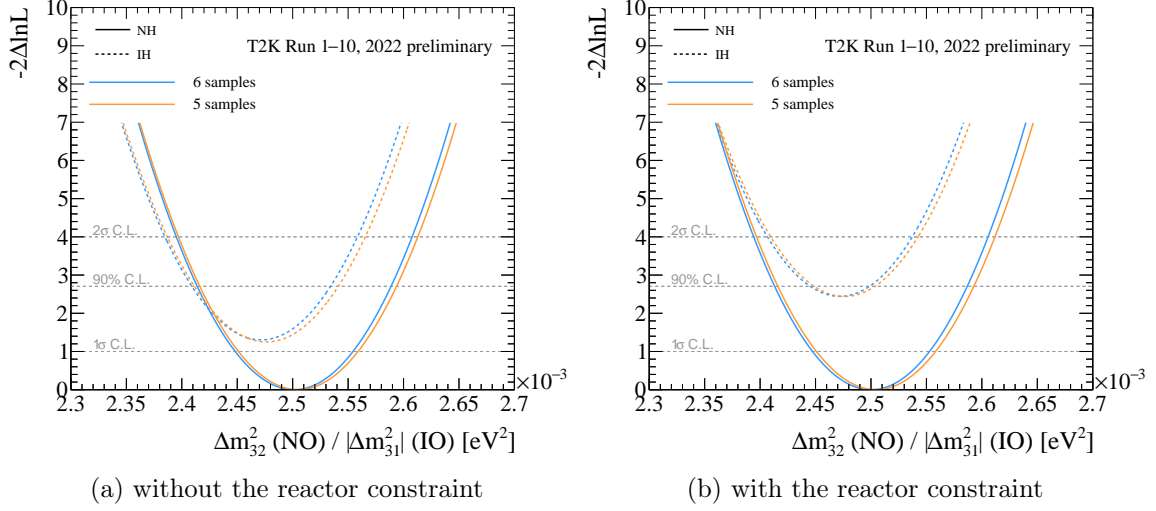 -2ΔlnL
10
9
8
7
6
5
4
3
2
1
0
NH
IH
T2K Run 1–10, 2022 preliminary
6 samples
5 samples
2σ C.L.
90% C.L.
1σ C.L.
2.3 2.35 2.4 2.45 2.5 2.55 2.6 2.65 2.7
×10⁻³
Δm²₃₂ (NO) / |Δm²₃₁| (IO) [eV²]
(a) without the reactor constraint
-2ΔlnL
10
9
8
7
6
5
4
3
2
1
0
NH
IH
T2K Run 1–10, 2022 preliminary
6 samples
5 samples
2σ C.L.
90% C.L.
1σ C.L.
2.3 2.35 2.4 2.45 2.5 2.55 2.6 2.65 2.7
×10⁻³
Δm²₃₂ (NO) / |Δm²₃₁| (IO) [eV²]
(b) with the reactor constraint